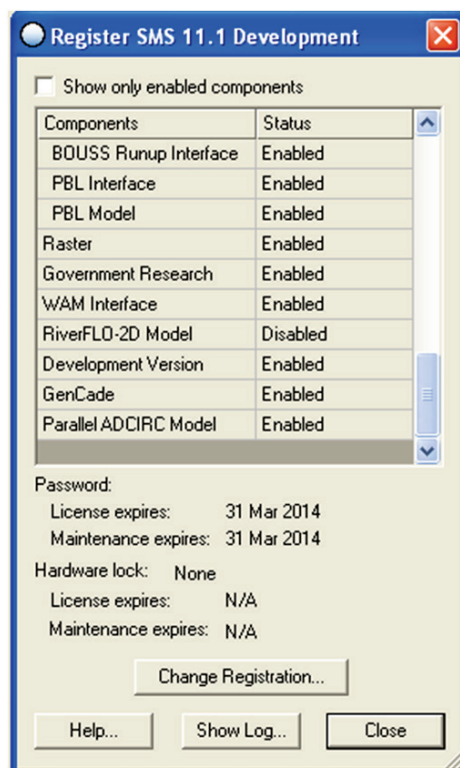 Register SMS 11.1 Development
Show only enabled components
Components Status
BOUSS Runup Interface Enabled
PBL Interface Enabled
PBL Model Enabled
Raster Enabled
Government Research Enabled
WAM Interface Enabled
RiverFLO-2D Model Disabled
Development Version Enabled
GenCade Enabled
Parallel ADCIRC Model Enabled
Password:
License expires: 31 Mar 2014
Maintenance expires: 31 Mar 2014
Hardware lock: None
License expires: N/A
Maintenance expires: N/A
Change Registration...
Help... Show Log... Close